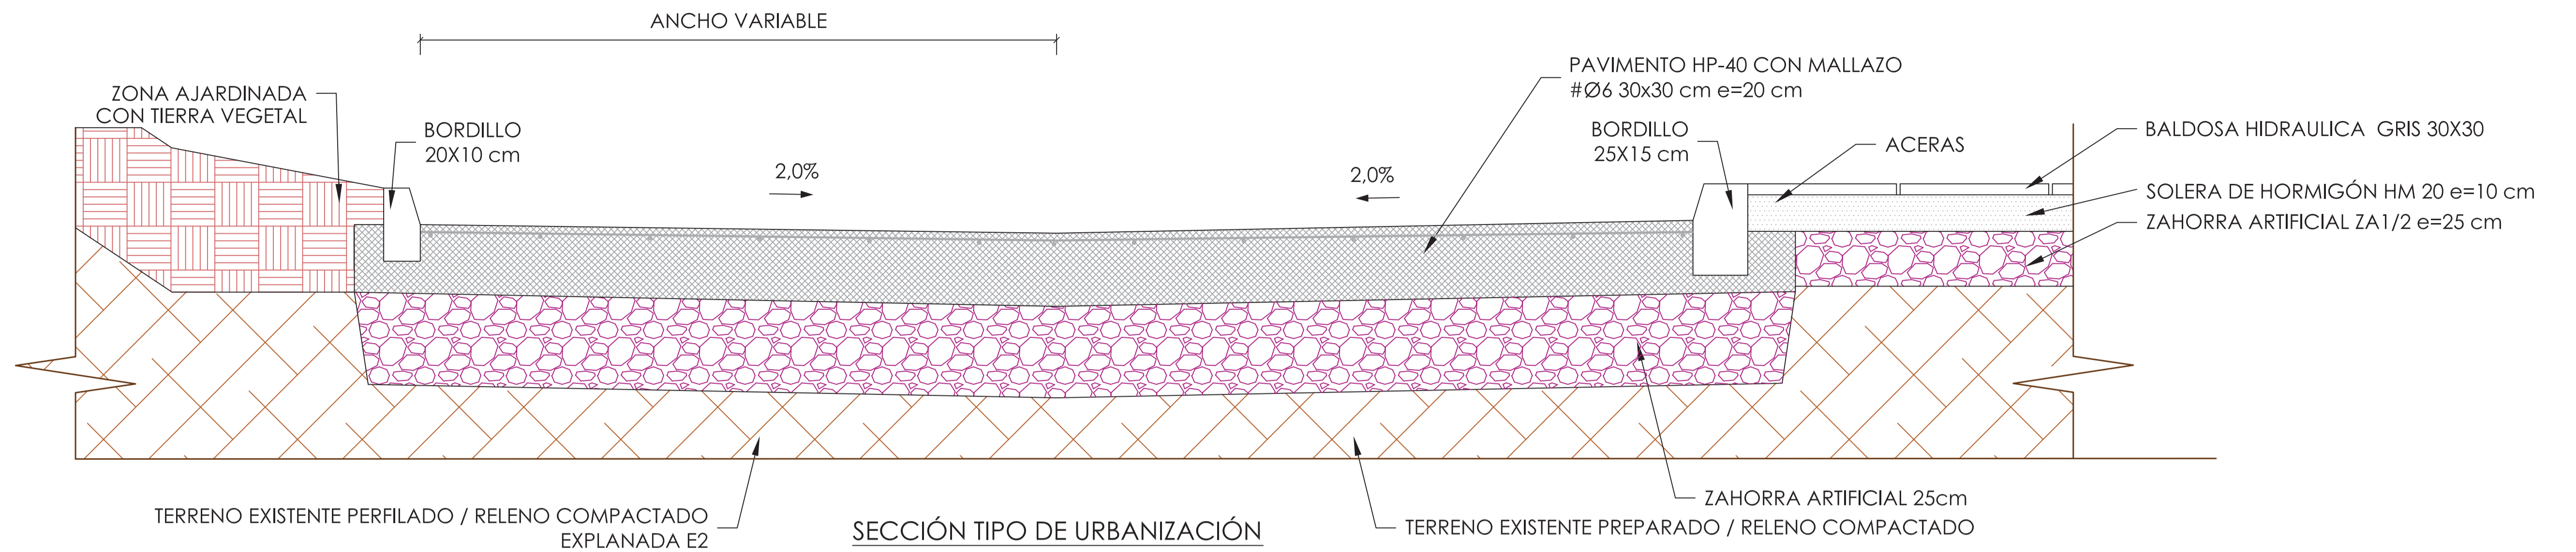 ANCHO VARIABLE
ZONA AJARDINADA
CON TIERRA VEGETAL
BORDILLO
20X10 cm
2,0%
2,0%
PAVIMENTO HP-40 CON MALLAZO
#Ø6 30x30 cm e=20 cm
BORDILLO
25X15 cm
ACERAS
BALDOSA HIDRAULICA GRIS 30X30
SOLERA DE HORMIGÓN HM 20 e=10 cm
ZAHORRA ARTIFICIAL ZA1/2 e=25 cm
TERRENO EXISTENTE PERFILADO / RELENO COMPACTADO
EXPLANADA E2
SECCIÓN TIPO DE URBANIZACIÓN
ZAHORRA ARTIFICIAL 25cm
TERRENO EXISTENTE PREPARADO / RELENO COMPACTADO